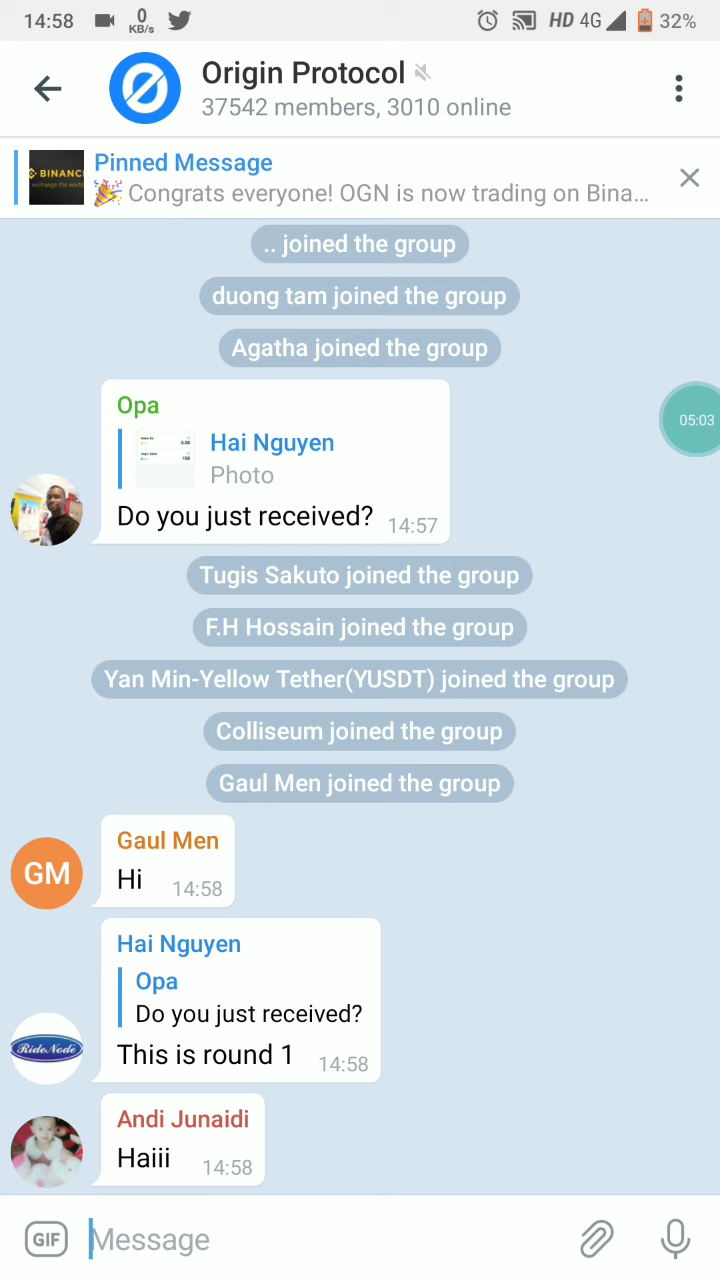 14:58
0
KB/s
HD 4G
32%
Origin Protocol
37542 members, 3010 online
BINANC
exchange the world
Pinned Message
🎉 Congrats everyone! OGN is now trading on Bina...
.. joined the group
duong tam joined the group
Agatha joined the group
05:03
Opa
Hai Nguyen
Photo
Do you just received?
14:57
Tugis Sakuto joined the group
F.H Hossain joined the group
Yan Min-Yellow Tether(YUSDT) joined the group
Colliseum joined the group
Gaul Men joined the group
GM
Gaul Men
Hi
14:58
Hai Nguyen
Opa
Do you just received?
RideNode
This is round 1
14:58
Andi Junaidi
Haiii
14:58
GIF
Message